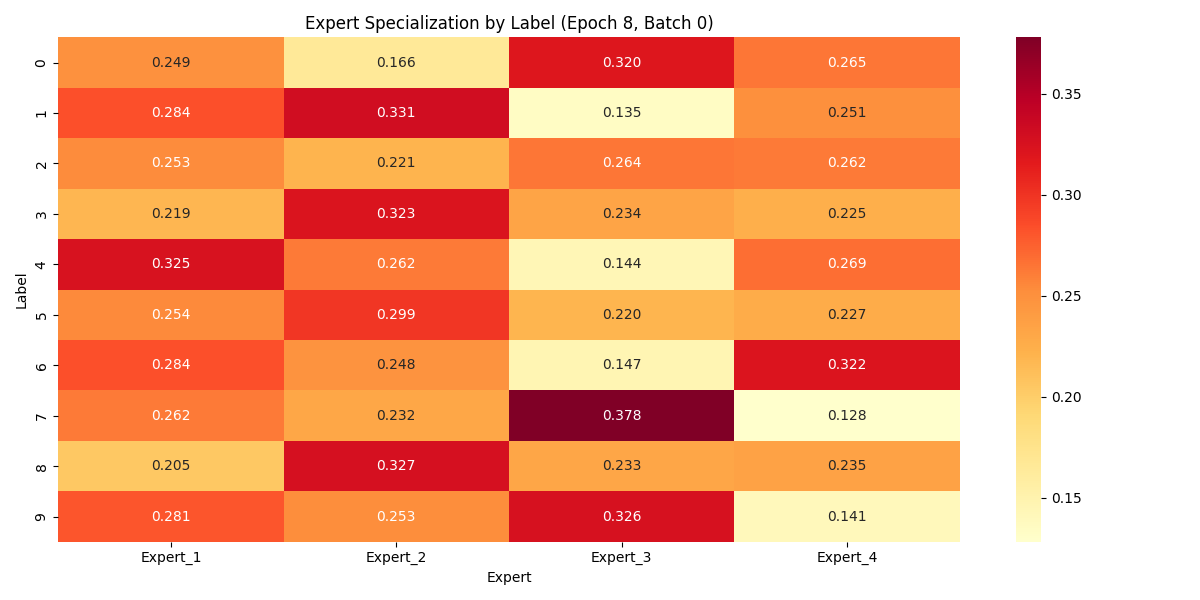 Expert Specialization by Label (Epoch 8, Batch 0)
0 0.249 0.166 0.320 0.265
1 0.284 0.331 0.135 0.251
2 0.253 0.221 0.264 0.262
3 0.219 0.323 0.234 0.225
4 0.325 0.262 0.144 0.269
5 0.254 0.299 0.220 0.227
6 0.284 0.248 0.147 0.322
7 0.262 0.232 0.378 0.128
8 0.205 0.327 0.233 0.235
9 0.281 0.253 0.326 0.141
Label
Expert_1 Expert_2 Expert_3 Expert_4
Expert
0.35
0.30
0.25
0.20
0.15